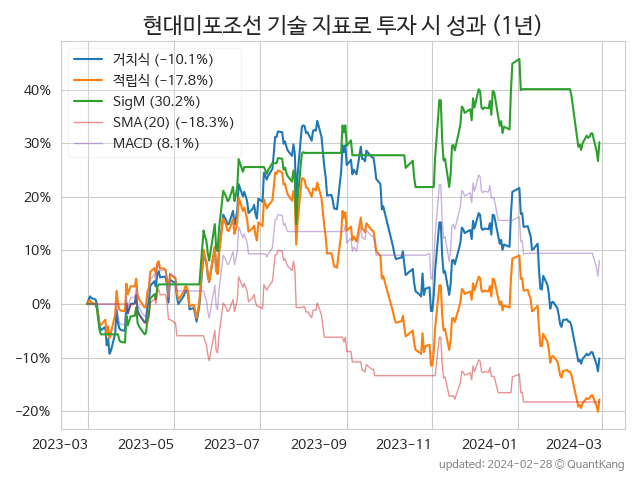 현대미포조선 기술 지표로 투자 시 성과 (1년)
거치식 (−10.1%)
적립식 (−17.8%)
SigM (30.2%)
SMA(20) (−18.3%)
MACD (8.1%)
40%
30%
20%
10%
0%
−10%
−20%
2023-03 2023-05 2023-07 2023-09 2023-11 2024-01 2024-03
updated: 2024-02-28 © QuantKang